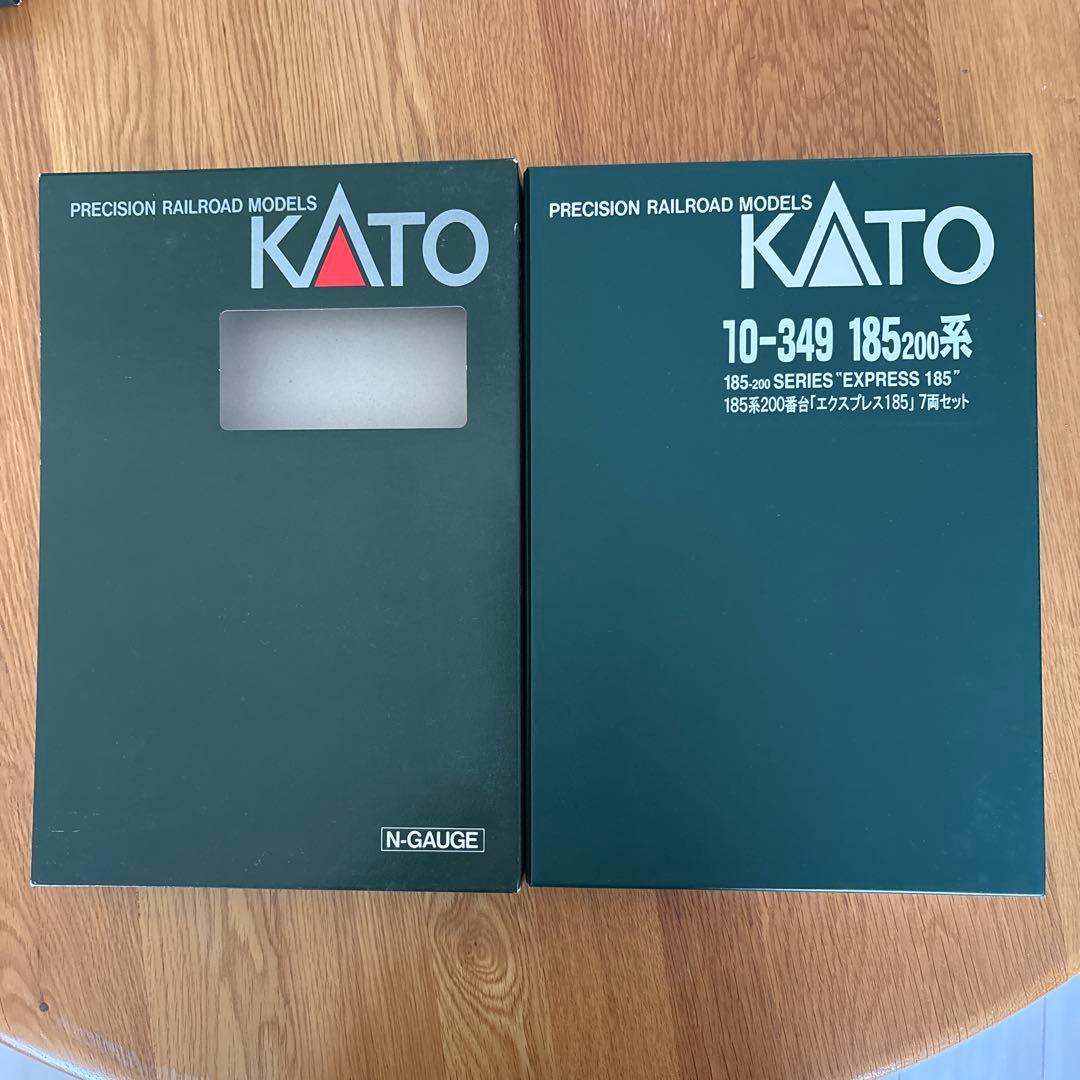 PRECISION RAILROAD MODELS
KATO
N-GAUGE
PRECISION RAILROAD MODELS
KATO
10-349 185200系
185-200 SERIES "EXPRESS 185"
185系200番台「エクスプレス185」7両セット